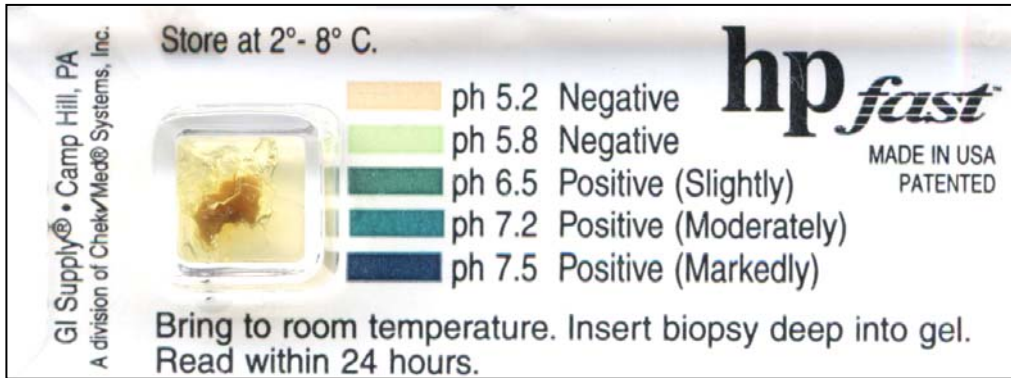 GI Supply® • Camp Hill, PA
A division of Chek✓Med® Systems, Inc.
Store at 2°- 8° C.
ph 5.2 Negative
ph 5.8 Negative
ph 6.5 Positive (Slightly)
ph 7.2 Positive (Moderately)
ph 7.5 Positive (Markedly)
hp fast™
MADE IN USA
PATENTED
Bring to room temperature. Insert biopsy deep into gel.
Read within 24 hours.